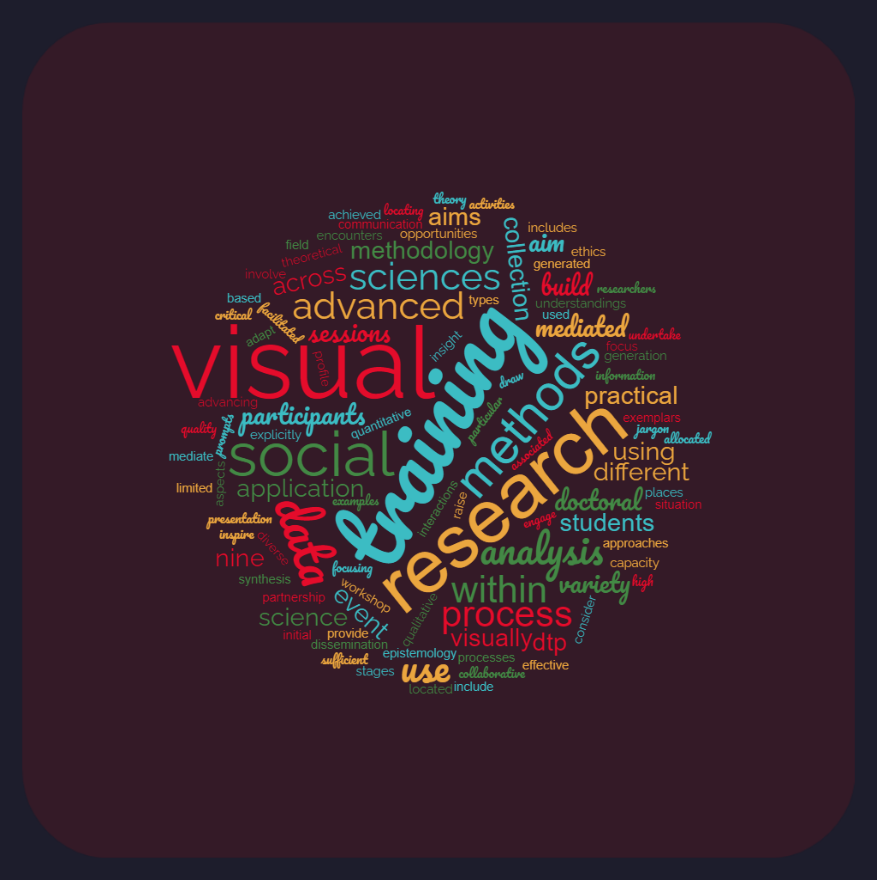 theory
activities
achieved
locating
aims
communication
opportunities
includes
encounters
collection
aim
ethics
field
methodology
generated
theoretical
involve
across
sciences
build
researchers
based
advanced
types
understandings
critical
facilitated
used
mediated
undertake
adapt
sessions
insight
focus
visual
profile
training
methods
generation
draw
information
advancing
practical
participants
quantitative
particular
exemplars
quality
prompts
explicitly
research
jargon
allocated
mediate
social
associated
using
different
limited
aspects
application
examples
interactions
raise
doctoral
places
situation
data
engage
students
presentation
inspire
diverse
analysis
approaches
nine
focusing
capacity
synthesis
workshop
within
variety
high
partnership
event
qualitative
process
consider
science
initial
provide
visually
dtp
dissemination
epistemology
processes
sufficient
stages
use
collaborative
effective
located
include